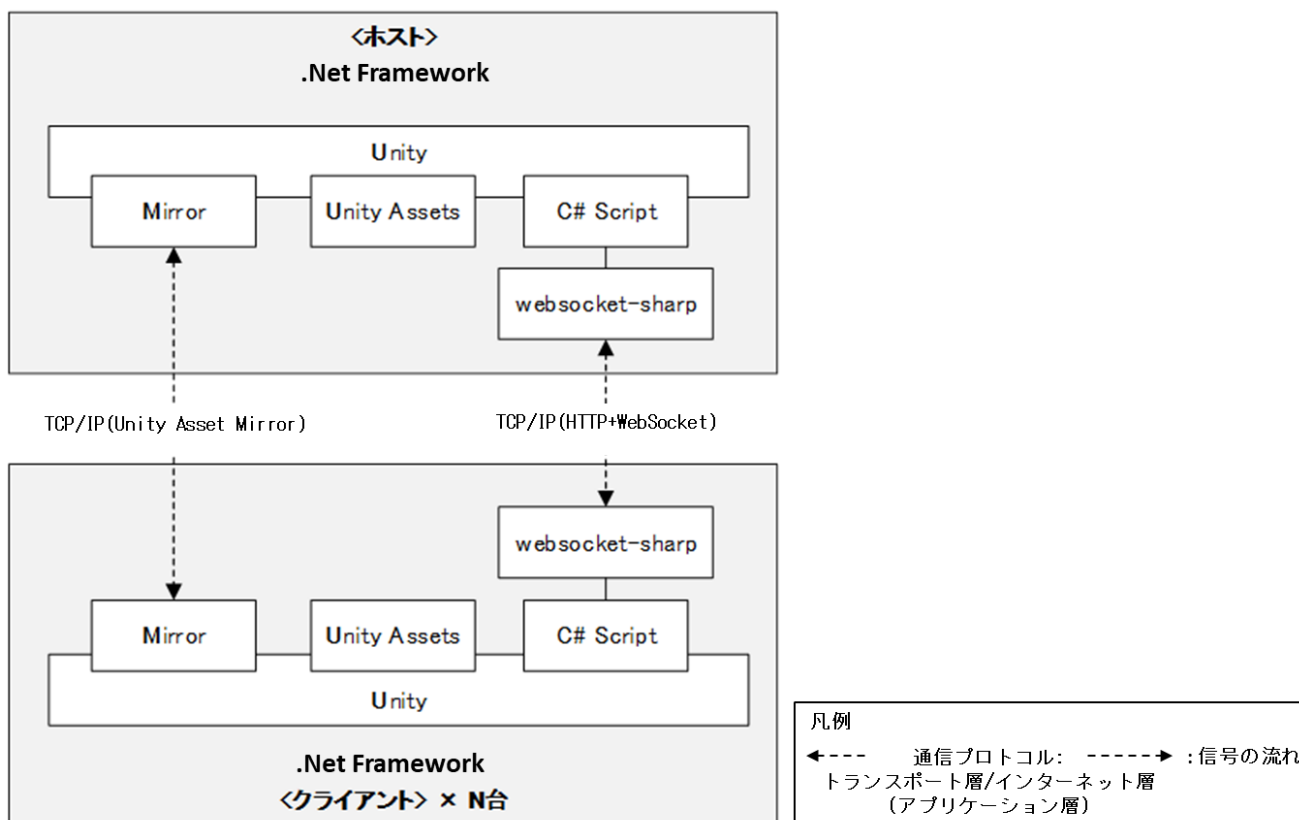 <ホスト>
.Net Framework
Unity
Mirror
Unity Assets
C# Script
websocket-sharp
TCP/IP(Unity Asset Mirror)
TCP/IP(HTTP+WebSocket)
websocket-sharp
Mirror
Unity Assets
C# Script
Unity
.Net Framework
<クライアント> × N台
凡例
通信プロトコル: :信号の流れ
トランスポート層/インターネット層
(アプリケーション層)